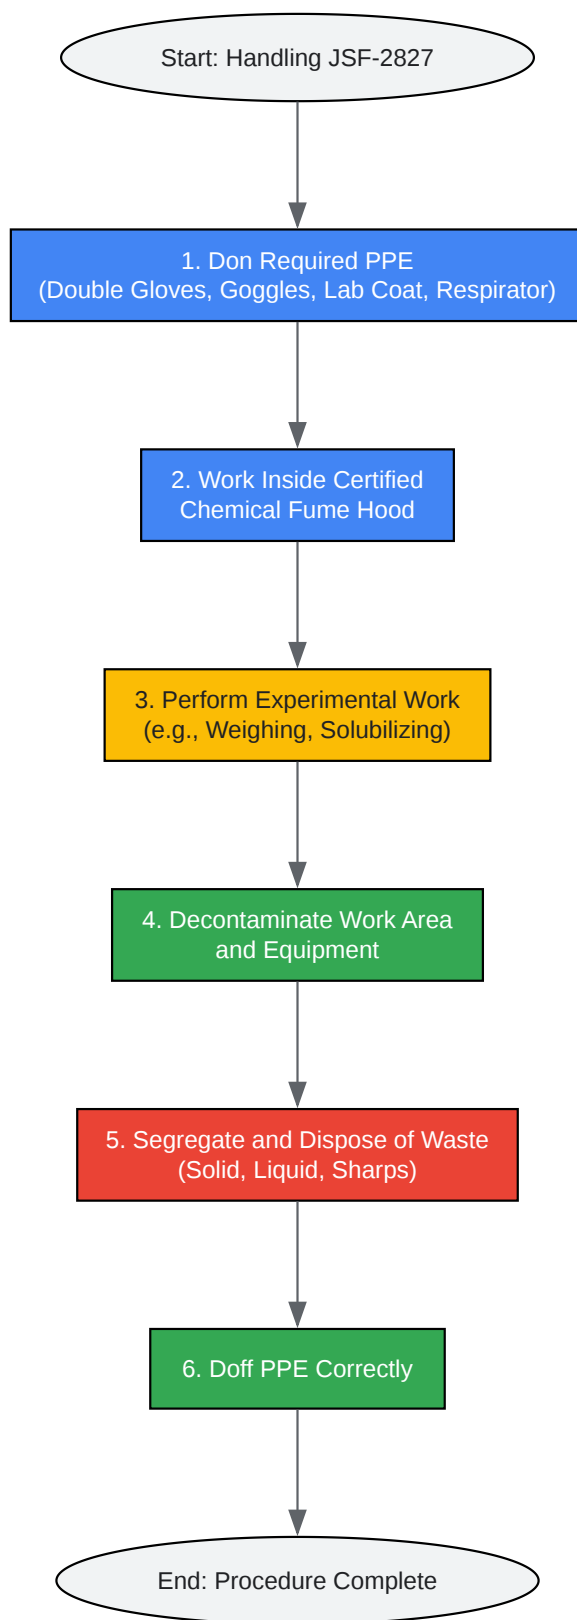 Start: Handling JSF-2827
1. Don Required PPE
(Double Gloves, Goggles, Lab Coat, Respirator)
2. Work Inside Certified
Chemical Fume Hood
3. Perform Experimental Work
(e.g., Weighing, Solubilizing)
4. Decontaminate Work Area
and Equipment
5. Segregate and Dispose of Waste
(Solid, Liquid, Sharps)
6. Doff PPE Correctly
End: Procedure Complete